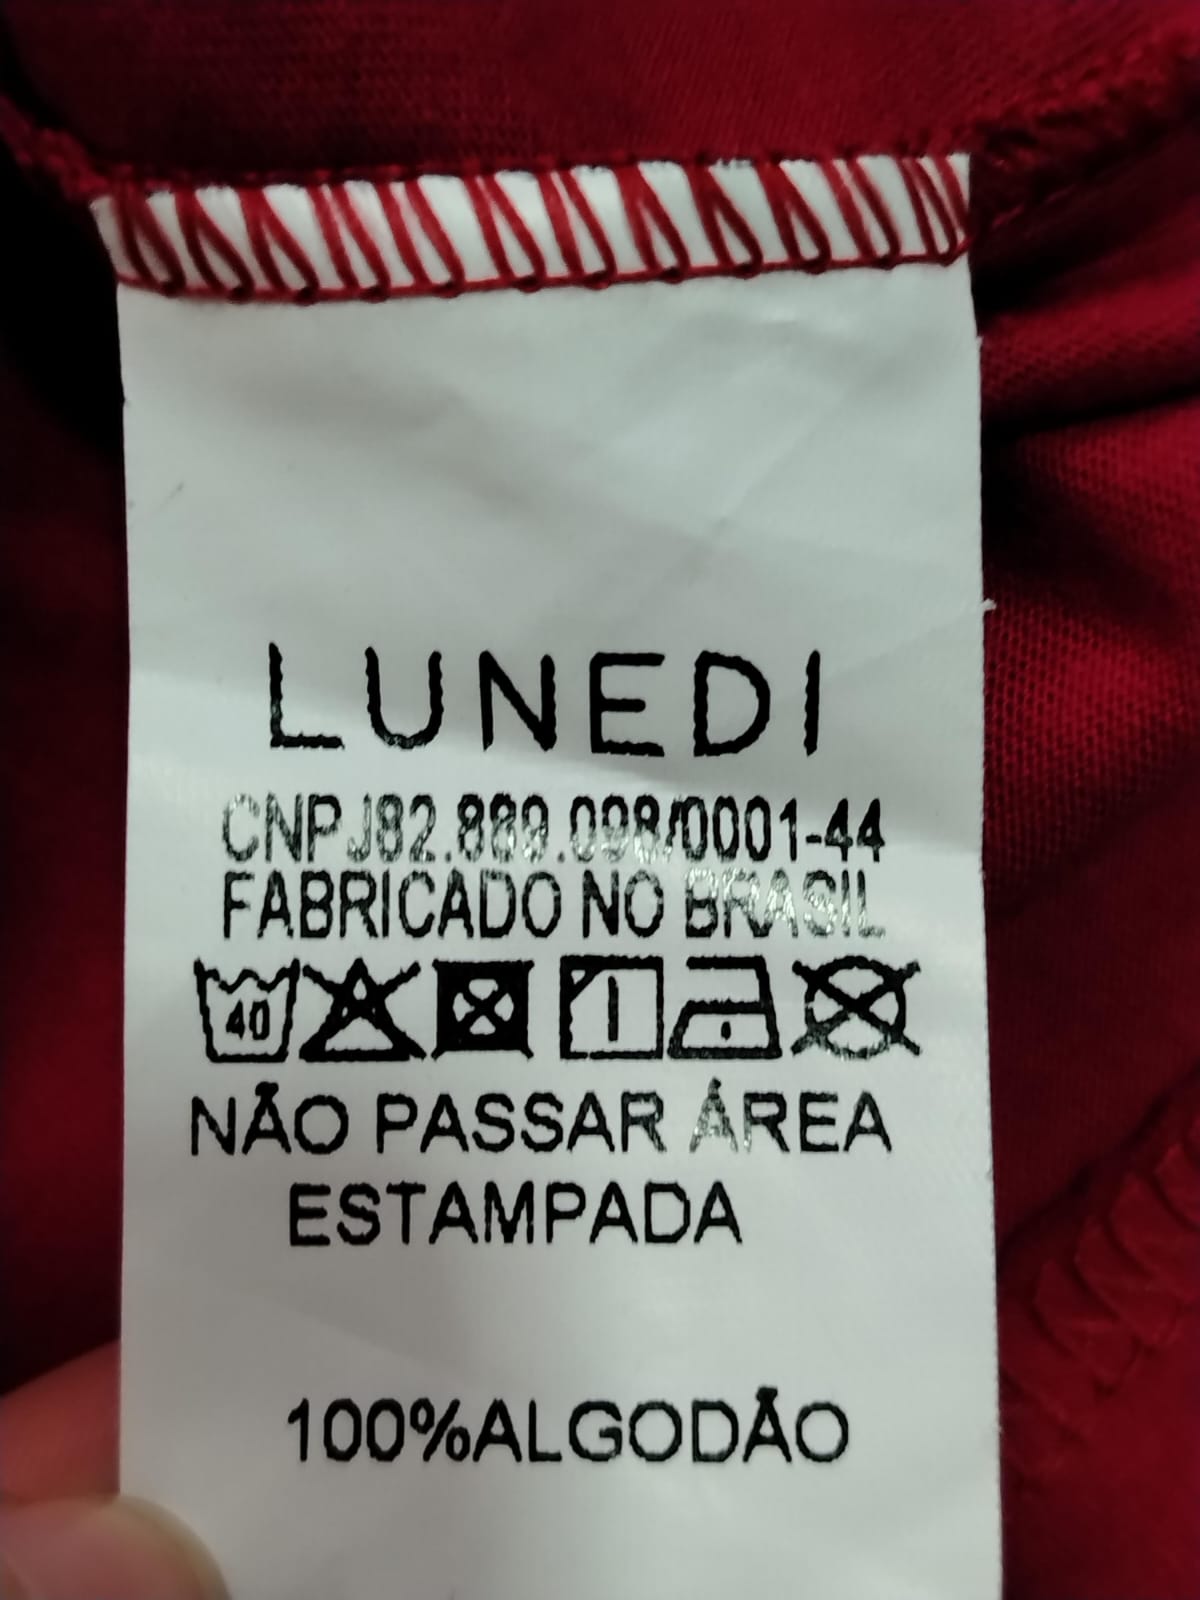 LUNEDI
CNPJ82.889.098/0001-44
FABRICADO NO BRASIL
40
NÃO PASSAR ÁREA
ESTAMPADA
100%ALGODÃO